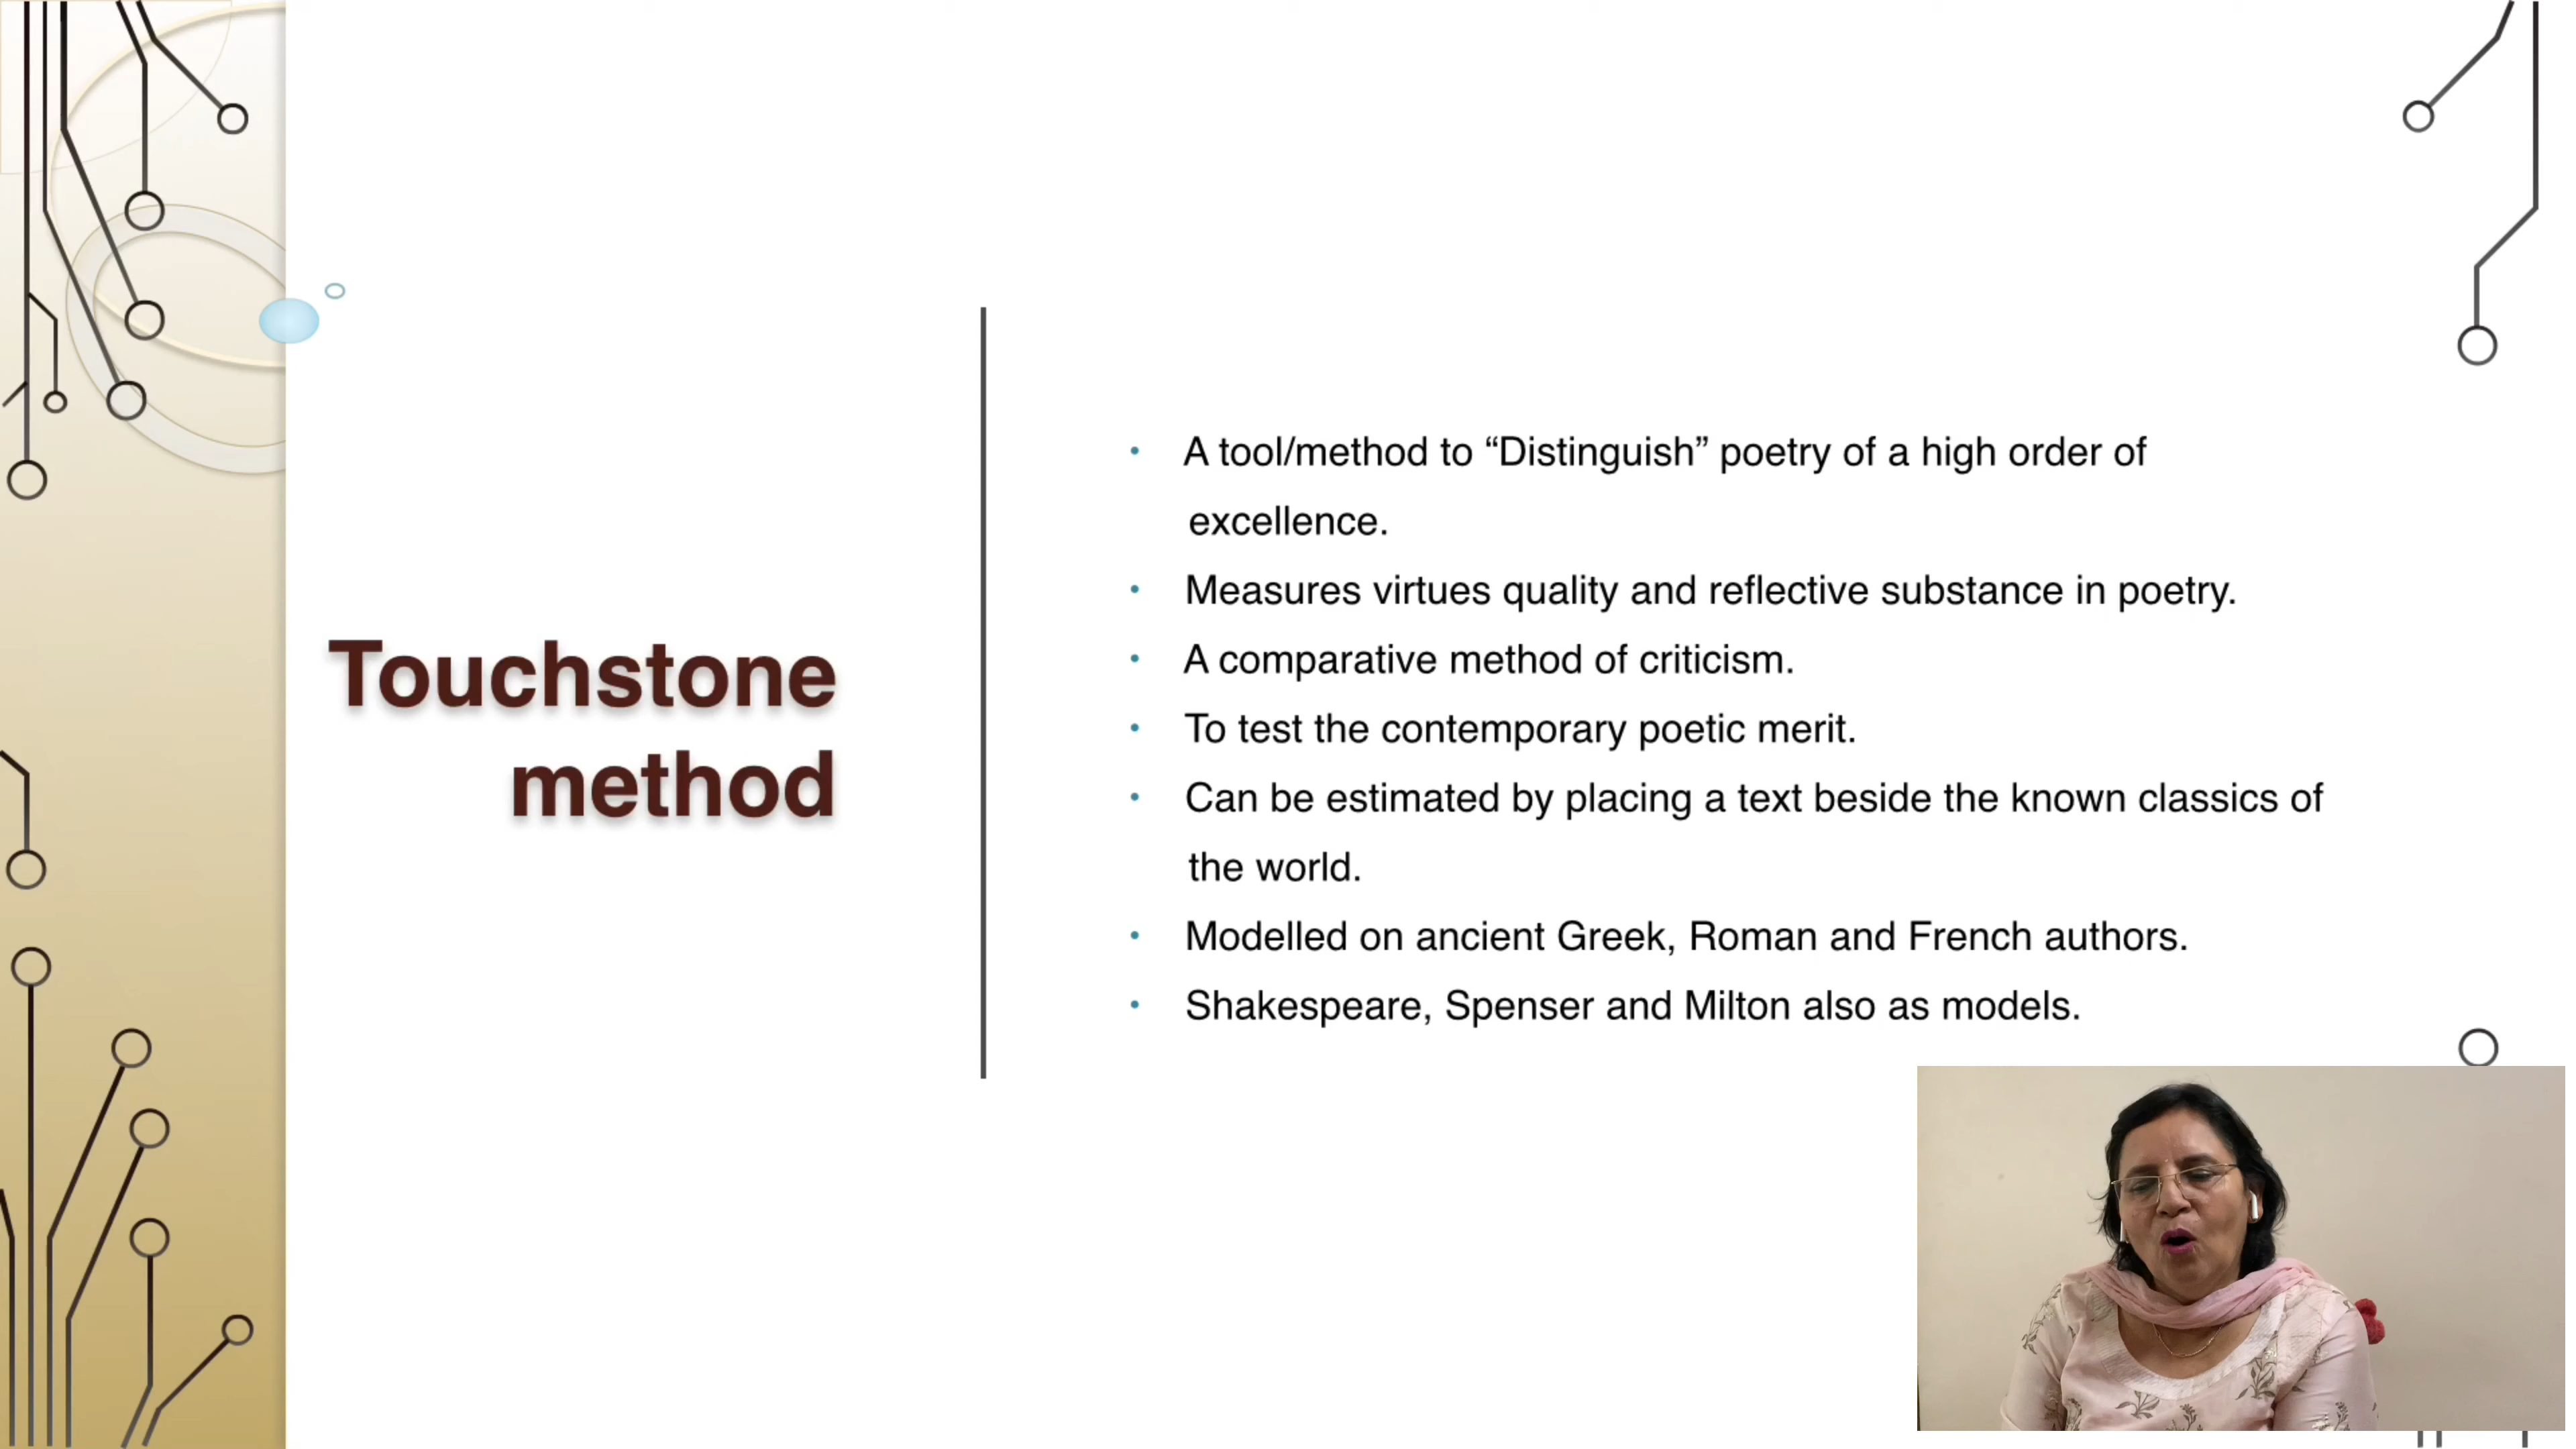 Touchstone
method
• A tool/method to “Distinguish” poetry of a high order of
excellence.
• Measures virtues quality and reflective substance in poetry.
• A comparative method of criticism.
• To test the contemporary poetic merit.
• Can be estimated by placing a text beside the known classics of
the world.
• Modelled on ancient Greek, Roman and French authors.
• Shakespeare, Spenser and Milton also as models.